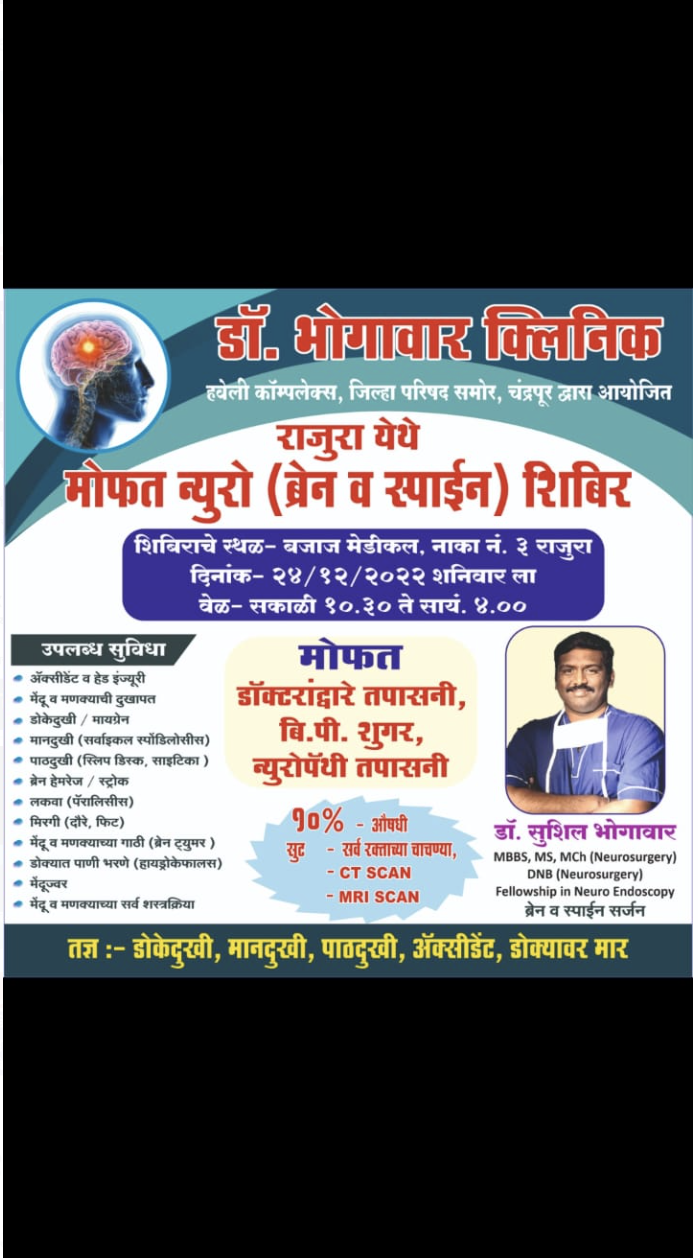 डॉ. भोगावार क्लिनिक
हवेली कॉम्पलेक्स, जिल्हा परिषद समोर, चंद्रपूर द्वारा आयोजित
राजुरा येथे
मोफत न्युरो (ब्रेन व स्पाईन) शिबिर
शिबिराचे स्थळ- बजाज मेडीकल, नाका नं. ३ राजुरा
दिनांक- २४/१२/२०२२ शनिवार ला
वेळ- सकाळी १०.३० ते सायं. ४.००
उपलब्ध सुविधा
ॲक्सीडेंट व हेड इंज्यूरी
मेंदू व मणक्याची दुखापत
डोकेदुखी / मायग्रेन
मानदुखी (सर्वाइकल स्पोंडिलोसीस)
पाठदुखी (स्लिप डिस्क, साइटिका )
ब्रेन हेमरेज / स्ट्रोक
लकवा (पॅरालिसीस)
मिरगी (दौरे, फिट)
मेंदू व मणक्याच्या गाठी (ब्रेन ट्युमर )
डोक्यात पाणी भरणे (हायड्रोकेफालस)
मेंदूज्वर
मेंदू व मणक्याच्या सर्व शस्त्रक्रिया
मोफत
डॉक्टरांद्वारे तपासनी,
बि.पी. शुगर,
न्युरोपॅथी तपासनी
१०% - औषधी
सुट - सर्व रक्ताच्या चाचण्या,
- CT SCAN
- MRI SCAN
डॉ. सुशिल भोगावार
MBBS, MS, MCh (Neurosurgery)
DNB (Neurosurgery)
Fellowship in Neuro Endoscopy
ब्रेन व स्पाईन सर्जन
तज्ञ :- डोकेदुखी, मानदुखी, पाठदुखी, ॲक्सीडेंट, डोक्यावर मार